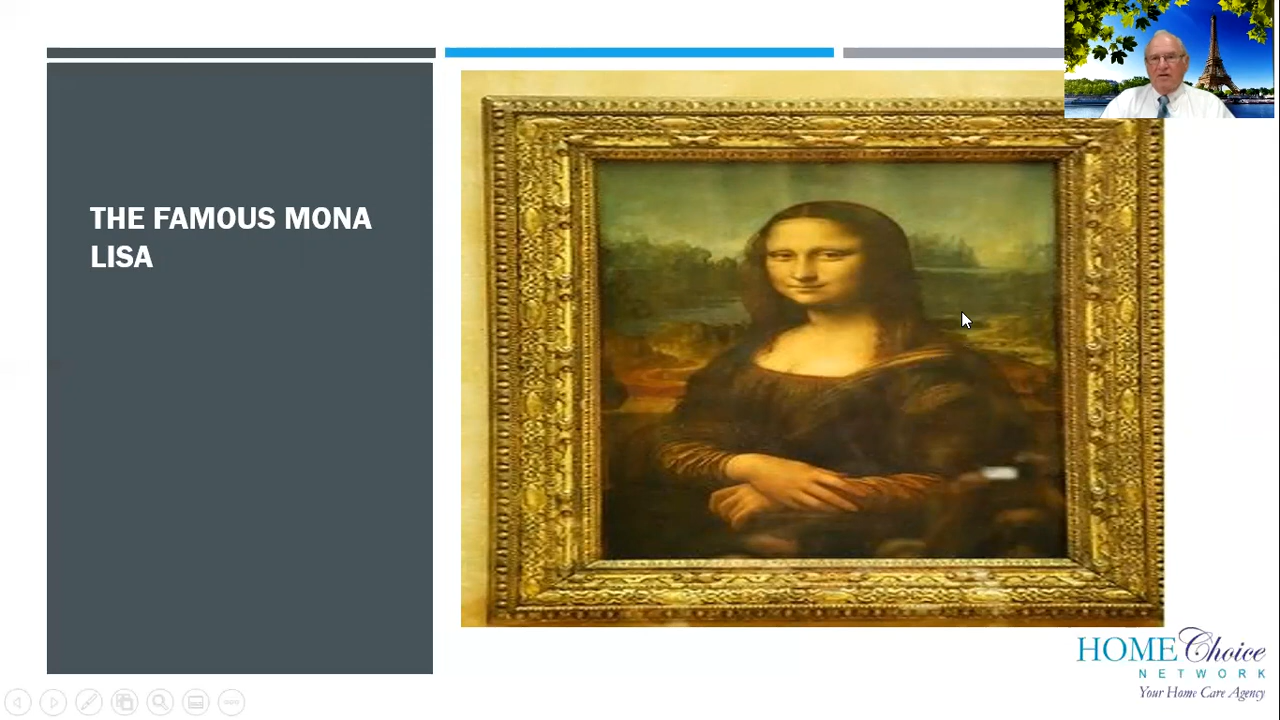 THE FAMOUS MONA
LISA
HOME Choice
NETWORK
Your Home Care Agency